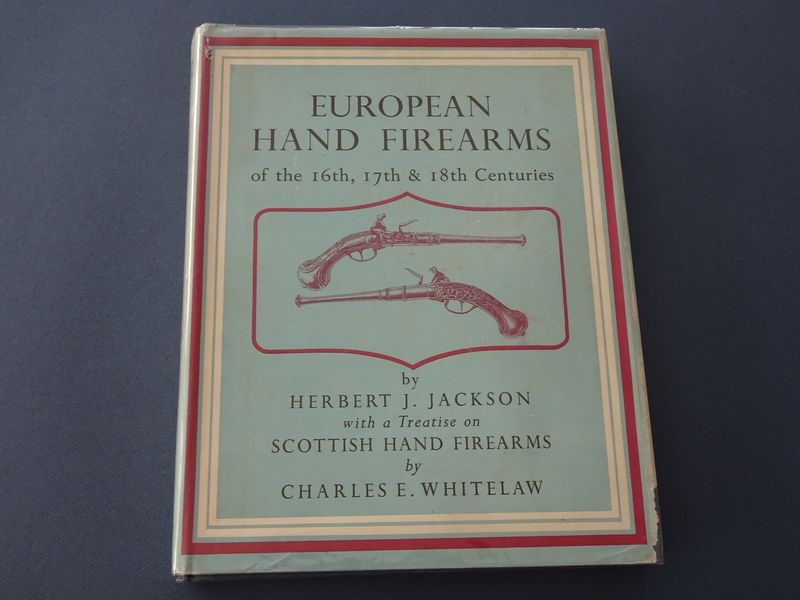 EUROPEAN
HAND FIREARMS
of the 16th, 17th & 18th Centuries
by
HERBERT J. JACKSON
with a Treatise on
SCOTTISH HAND FIREARMS
by
CHARLES E. WHITELAW